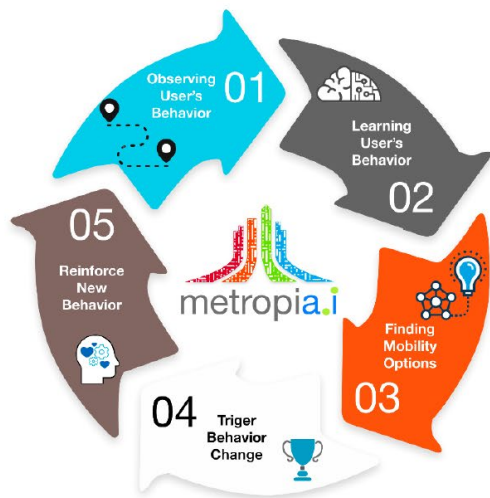 01
Observing
User's
Behavior
Learning
User's
Behavior
02
Finding
Mobility
Options
03
04
Triger
Behavior
Change
05
Reinforce
New
Behavior
metropia.i